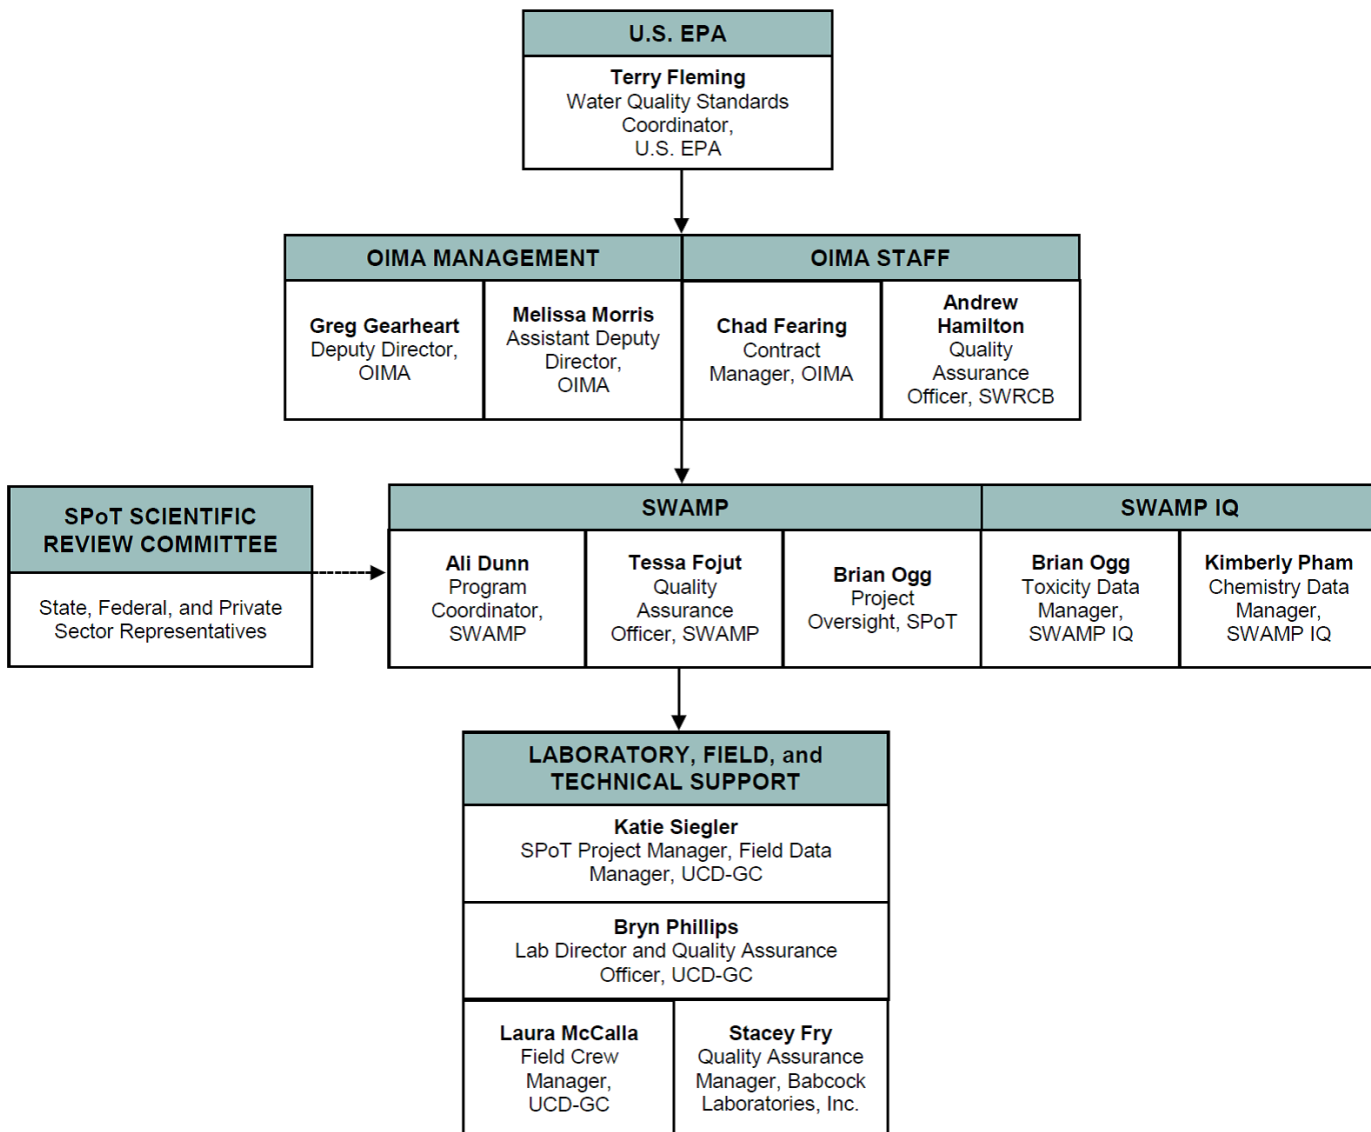 U.S. EPA
Terry Fleming
Water Quality Standards
Coordinator,
U.S. EPA
OIMA MANAGEMENT
OIMA STAFF
Greg Gearheart
Deputy Director,
OIMA
Melissa Morris
Assistant Deputy
Director,
OIMA
Chad Fearing
Contract
Manager, OIMA
Andrew
Hamilton
Quality
Assurance
Officer, SWRCB
SPoT SCIENTIFIC
REVIEW COMMITTEE
State, Federal, and Private
Sector Representatives
SWAMP
SWAMP IQ
Ali Dunn
Program
Coordinator,
SWAMP
Tessa Fojut
Quality
Assurance
Officer, SWAMP
Brian Ogg
Project
Oversight, SPoT
Brian Ogg
Toxicity Data
Manager,
SWAMP IQ
Kimberly Pham
Chemistry Data
Manager,
SWAMP IQ
LABORATORY, FIELD, and
TECHNICAL SUPPORT
Katie Siegler
SPoT Project Manager, Field Data
Manager, UCD-GC
Bryn Phillips
Lab Director and Quality Assurance
Officer, UCD-GC
Laura McCalla
Field Crew
Manager,
UCD-GC
Stacey Fry
Quality Assurance
Manager, Babcock
Laboratories, Inc.